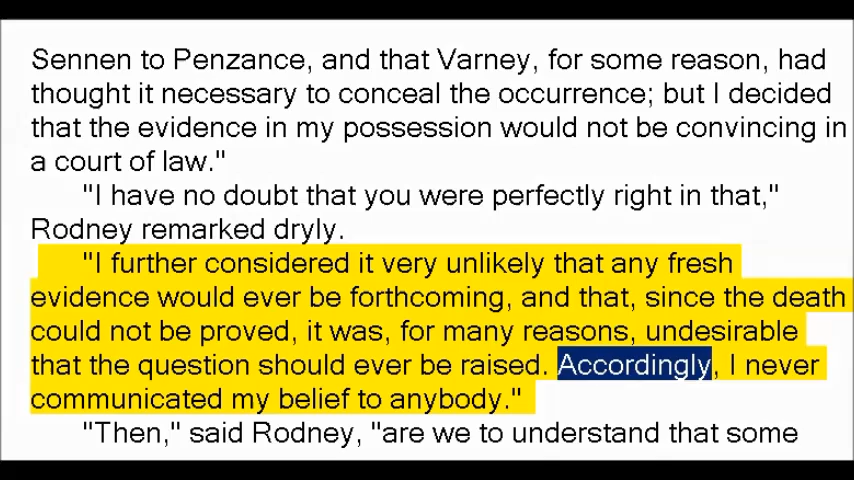 Sennen to Penzance, and that Varney, for some reason, had
thought it necessary to conceal the occurrence; but I decided
that the evidence in my possession would not be convincing in
a court of law."
"I have no doubt that you were perfectly right in that,"
Rodney remarked dryly.
"I further considered it very unlikely that any fresh
evidence would ever be forthcoming, and that, since the death
could not be proved, it was, for many reasons, undesirable
that the question should ever be raised. Accordingly, I never
communicated my belief to anybody."
"Then," said Rodney, "are we to understand that some